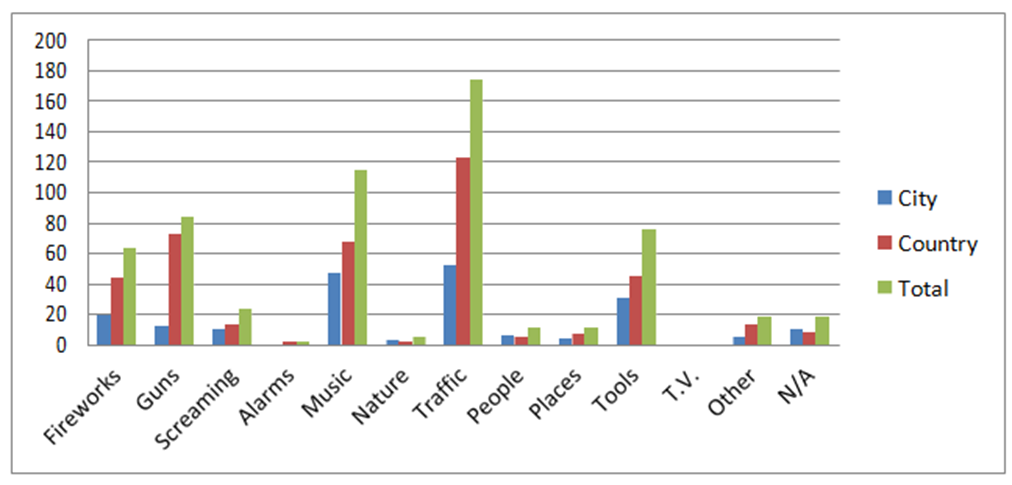 200
180
160
140
120
100
80
60
40
20
0
Fireworks
Guns
Screaming
Alarms
Music
Nature
Traffic
People
Places
Tools
T.V.
Other
N/A
City
Country
Total